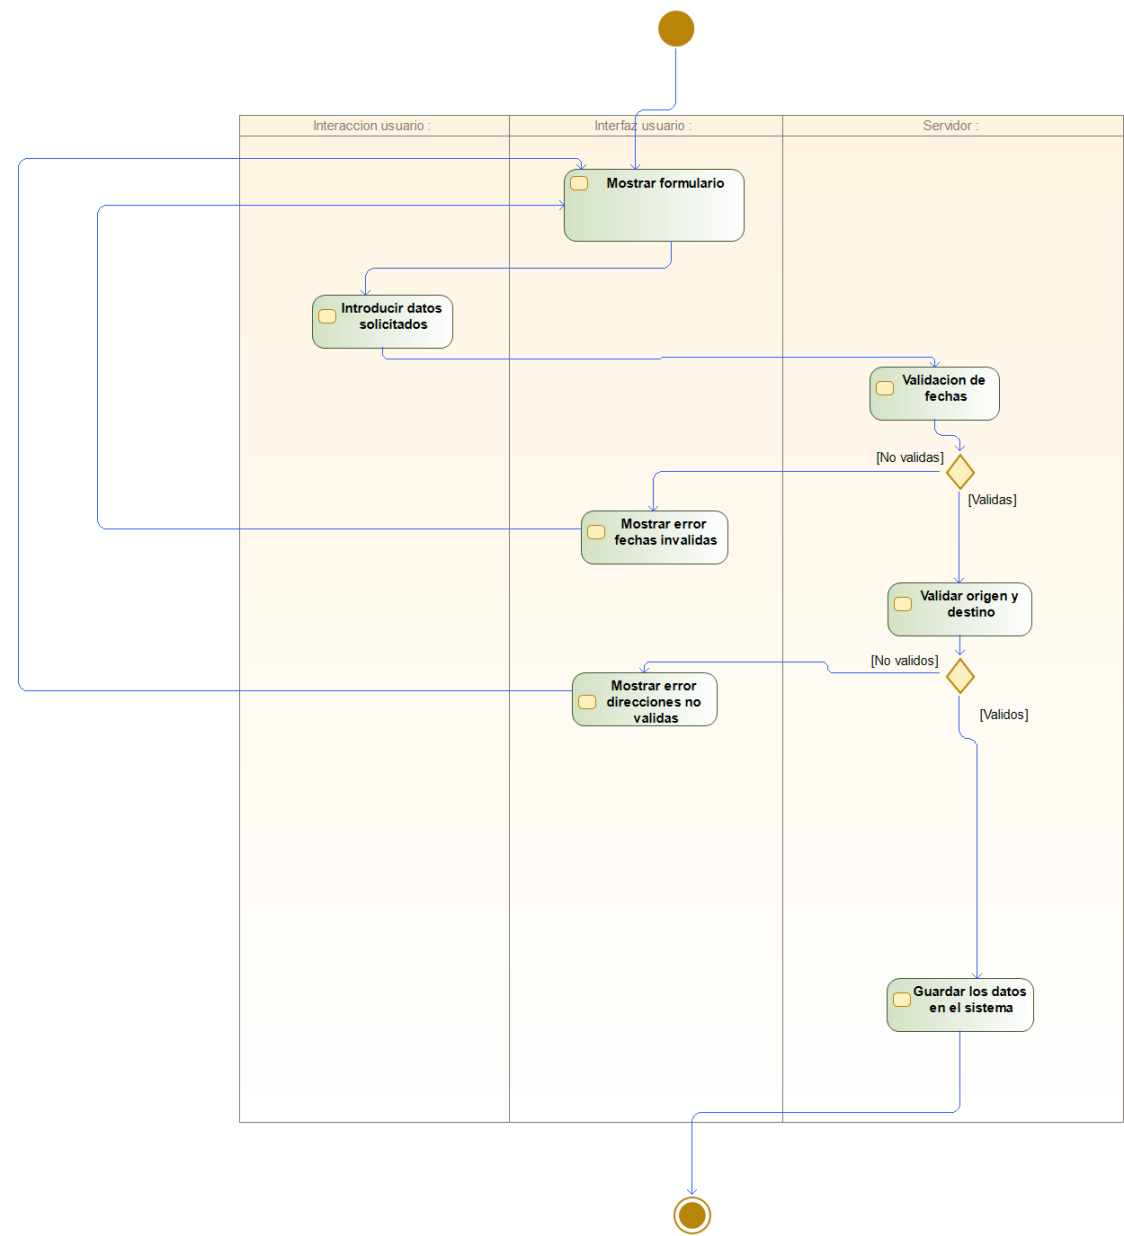 Interaccion usuario :
Interfaz usuario :
Servidor :
Mostrar formulario
Introducir datos
solicitados
Validacion de
fechas
[No validas]
[Validas]
Mostrar error
fechas invalidas
Validar origen y
destino
[No validos]
Mostrar error
direcciones no
validas
[Validos]
Guardar los datos
en el sistema